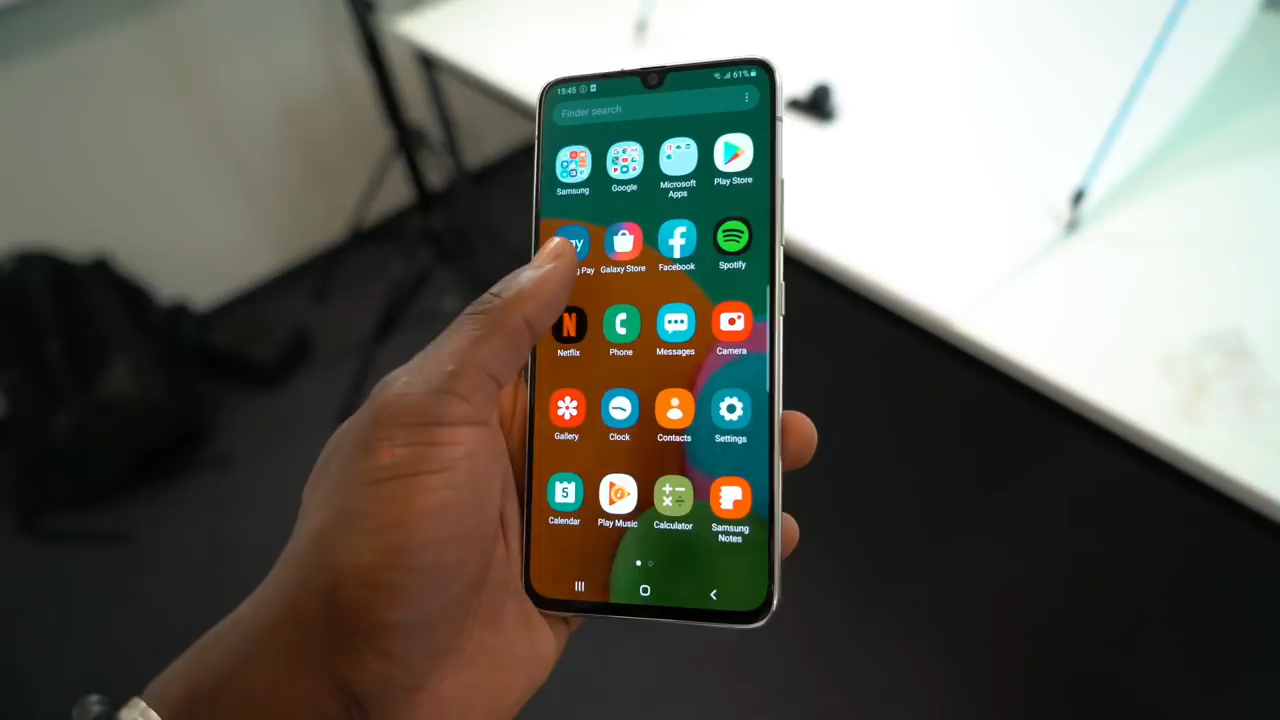 15:45
61%
Finder search
Samsung
Google
Microsoft
Apps
Play Store
ay
g Pay
Galaxy Store
Facebook
Spotify
N
Netflix
Phone
Messages
Camera
Gallery
Clock
Contacts
Settings
5
Calendar
Play Music
Calculator
Samsung
Notes